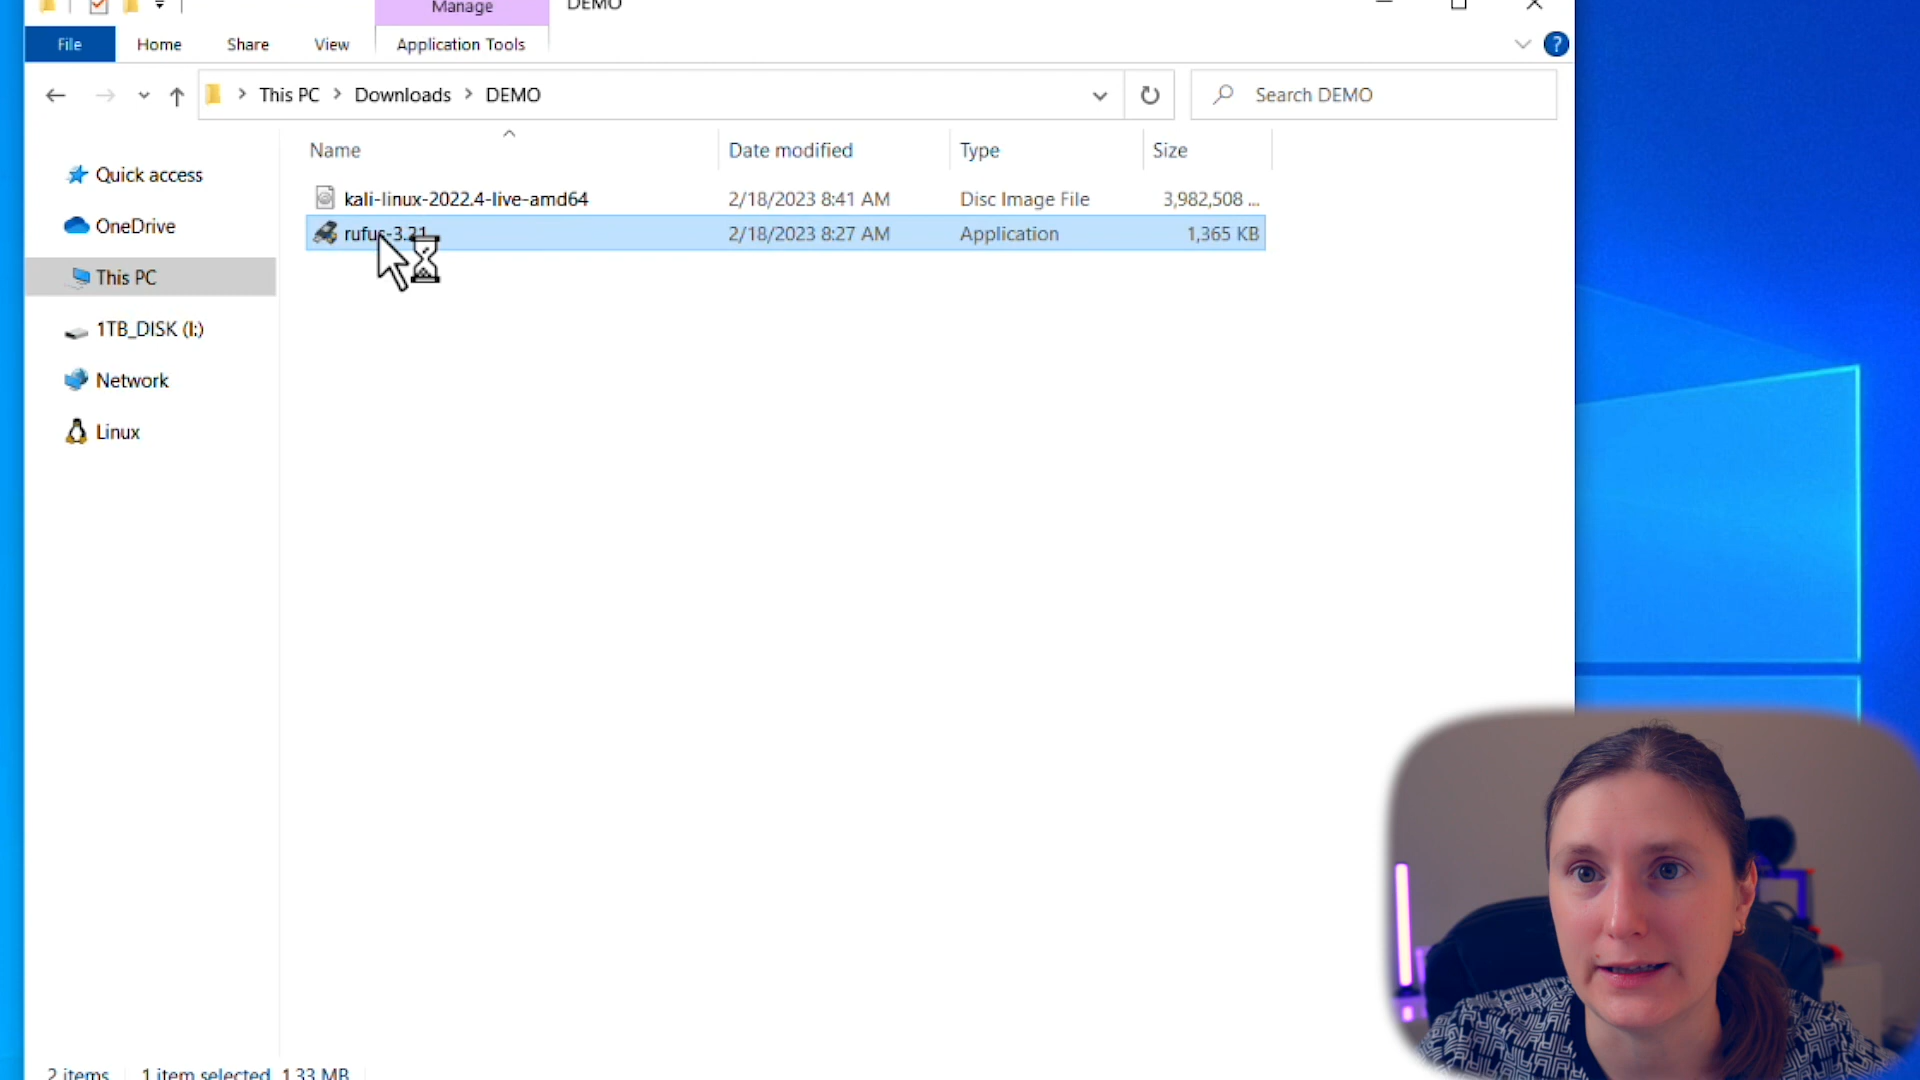 Manage
DEMO
File
Home
Share
View
Application Tools
?
This PC
Downloads
DEMO
Search DEMO
Name
Date modified
Type
Size
Quick access
OneDrive
This PC
1TB_DISK (I:)
Network
Linux
kali-linux-2022.4-live-amd64
2/18/2023 8:41 AM
Disc Image File
3,982,508 ...
rufus-3.21
2/18/2023 8:27 AM
Application
1,365 KB
2 items
1 item selected 1.33 MB